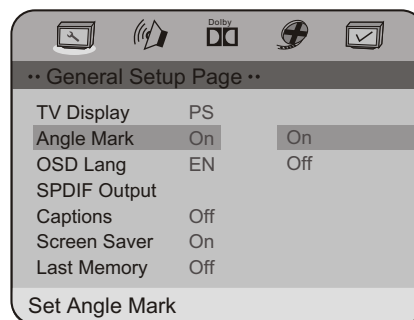 Dolby
•• General Setup Page ••
TV Display PS
Angle Mark On On
OSD Lang EN Off
SPDIF Output
Captions Off
Screen Saver On
Last Memory Off
Set Angle Mark